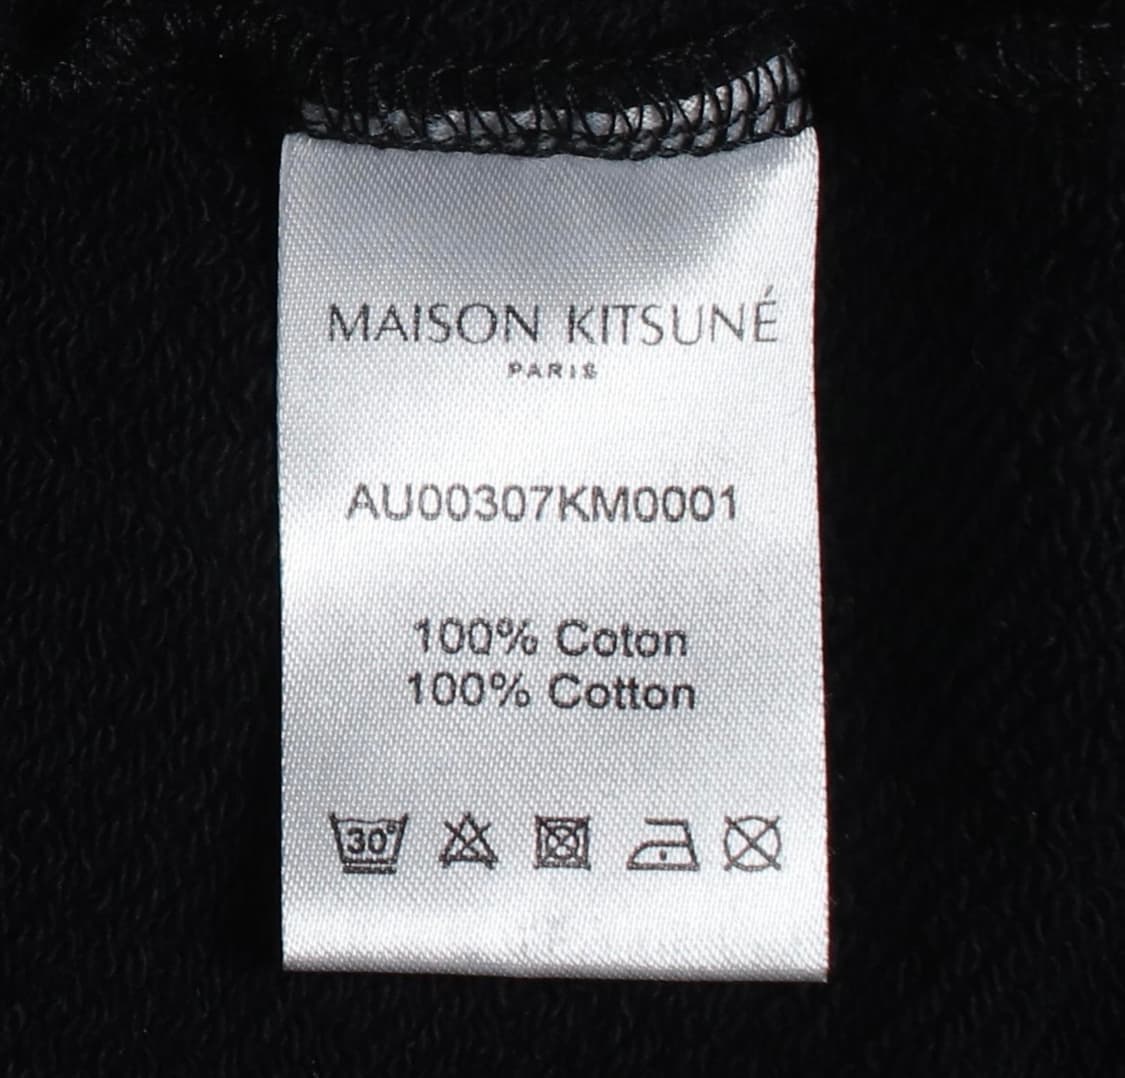 MAISON KITSUNÉ
PARIS
AU00307KM0001
100% Coton
100% Cotton
30°